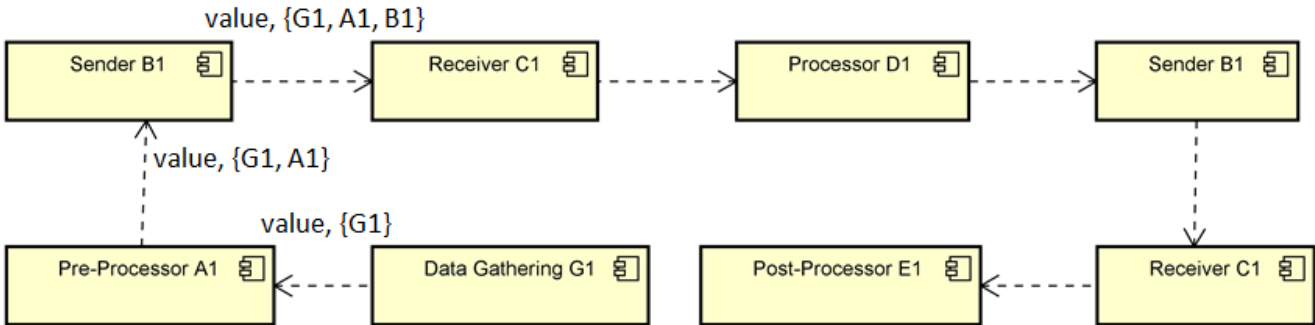 value, {G1, A1, B1}
Sender B1
Receiver C1
Processor D1
Sender B1
value, {G1, A1}
value, {G1}
Pre-Processor A1
Data Gathering G1
Post-Processor E1
Receiver C1